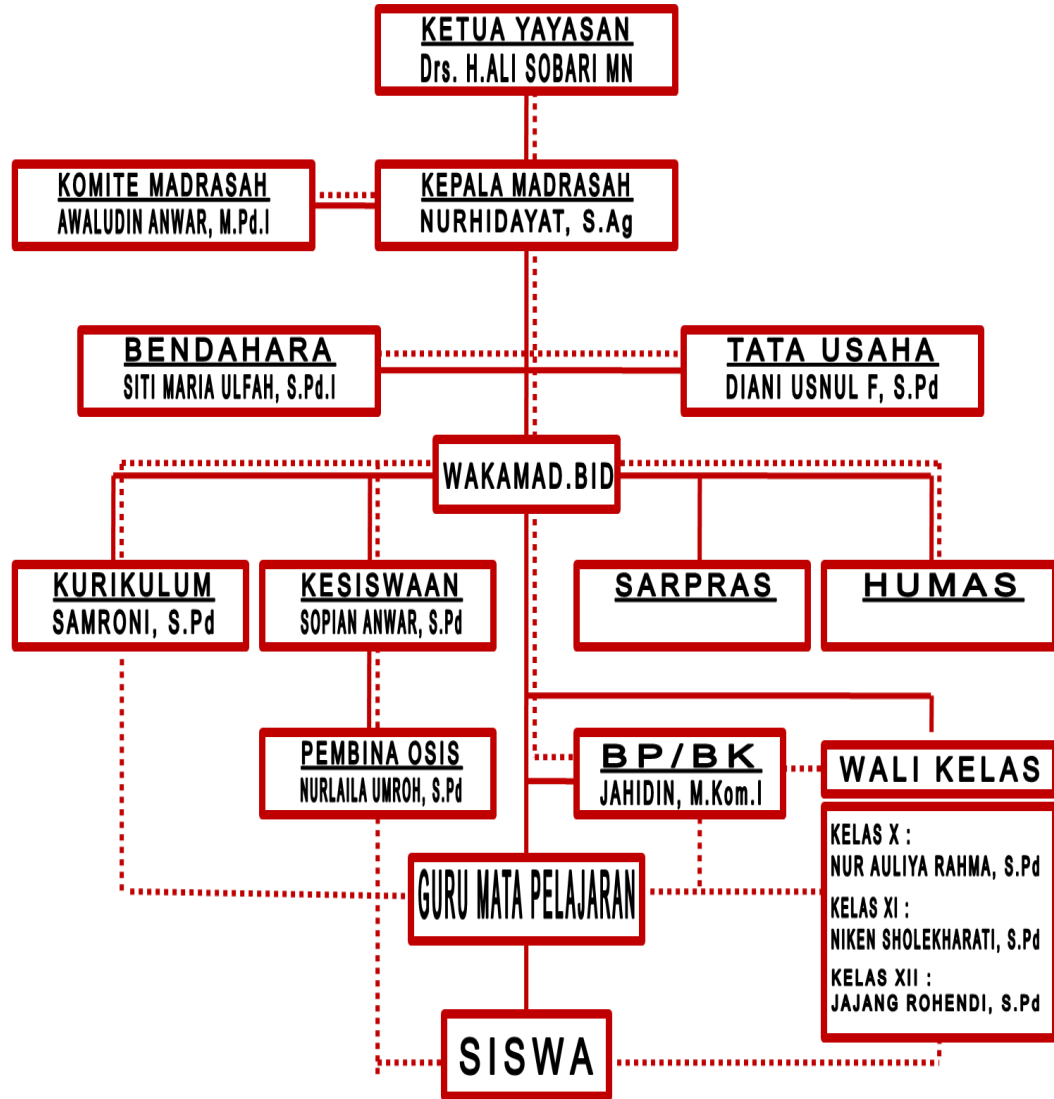 KETUA YAYASAN
Drs. H.ALI SOBARI MN
KOMITE MADRASAH
AWALUDIN ANWAR, M.Pd.I
KEPALA MADRASAH
NURHIDAYAT, S.Ag
BENDAHARA
SITI MARIA ULFAH, S.Pd.I
TATA USAHA
DIANI USNUL F, S.Pd
WAKAMAD.BID
KURIKULUM
SAMRONI, S.Pd
KESISWAAN
SOPIAN ANWAR, S.Pd
SARPRAS
HUMAS
PEMBINA OSIS
NURLAILA UMROH, S.Pd
BP/BK
JAHIDIN, M.Kom.I
WALI KELAS
KELAS X :
NUR AULIYA RAHMA, S.Pd
KELAS XI :
NIKEN SHOLEKHARATI, S.Pd
KELAS XII :
JAJANG ROHENDI, S.Pd
GURU MATA PELAJARAN
SISWA